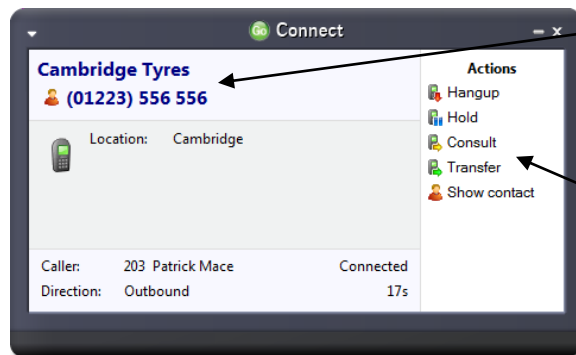 Go Connect
Cambridge Tyres
(01223) 556 556
Location: Cambridge
Caller: 203 Patrick Mace Connected
Direction: Outbound 17s
Actions
Hangup
Hold
Consult
Transfer
Show contact